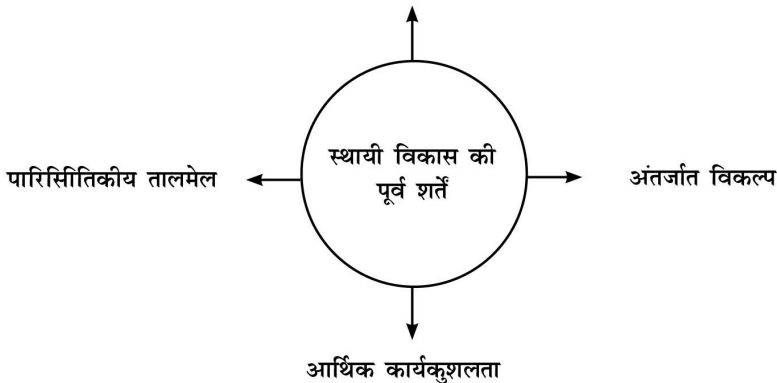 स्थायी विकास की
पूर्व शर्तें
पारिसिीतिकीय तालमेल
अंतर्जात विकल्प
आर्थिक कार्यकुशलता